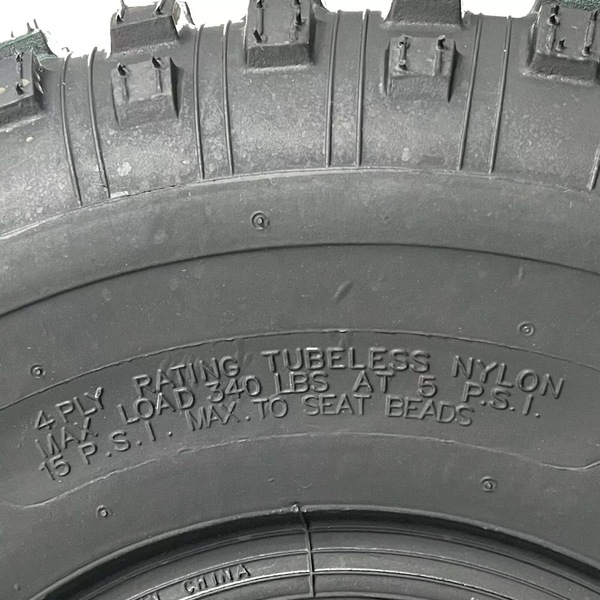 4 PLY RATING TUBELESS NYLON
MAX. LOAD 340 LBS AT 5 P.S.I.
15 P.S.I. MAX. TO SEAT BEADS
CHINA